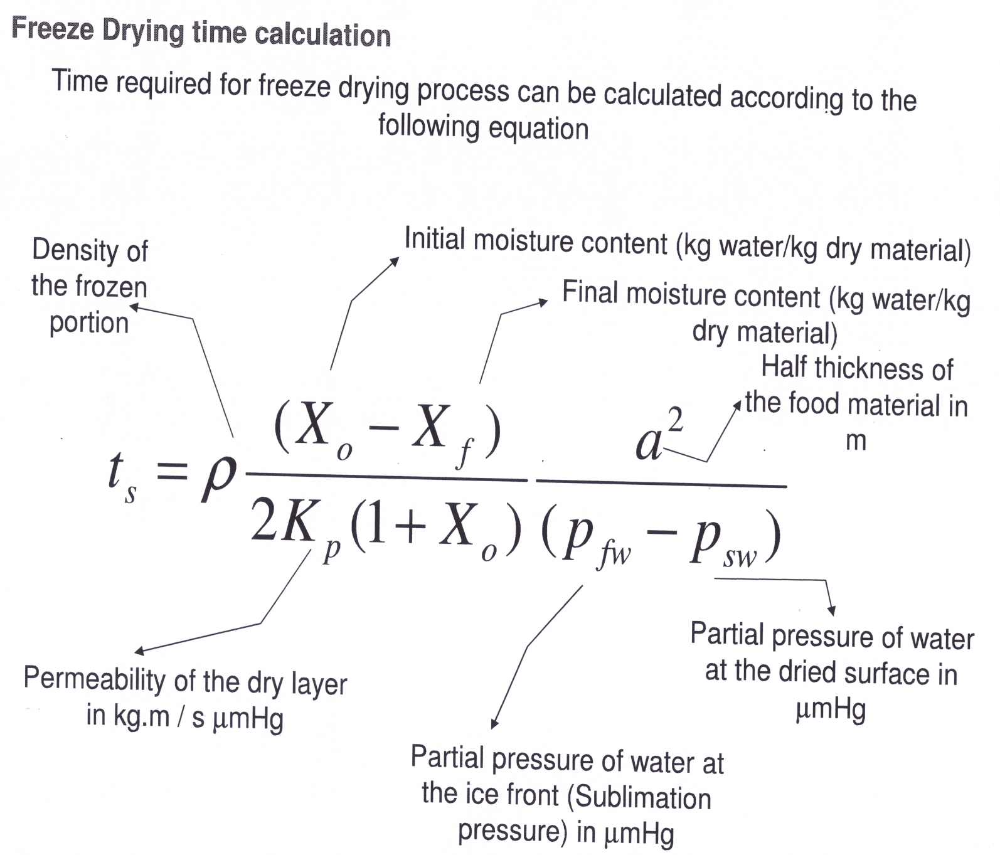 Freeze Drying time calculation
Time required for freeze drying process can be calculated according to the
following equation
Density of
the frozen
portion
Initial moisture content (kg water/kg dry material)
Final moisture content (kg water/kg
dry material)
Half thickness of
the food material in
m
t_s = ρ (X_o − X_f) / 2K_p(1 + X_o) a² / (p_fw − p_sw)
Permeability of the dry layer
in kg.m / s μmHg
Partial pressure of water at
the ice front (Sublimation
pressure) in μmHg
Partial pressure of water
at the dried surface in
μmHg